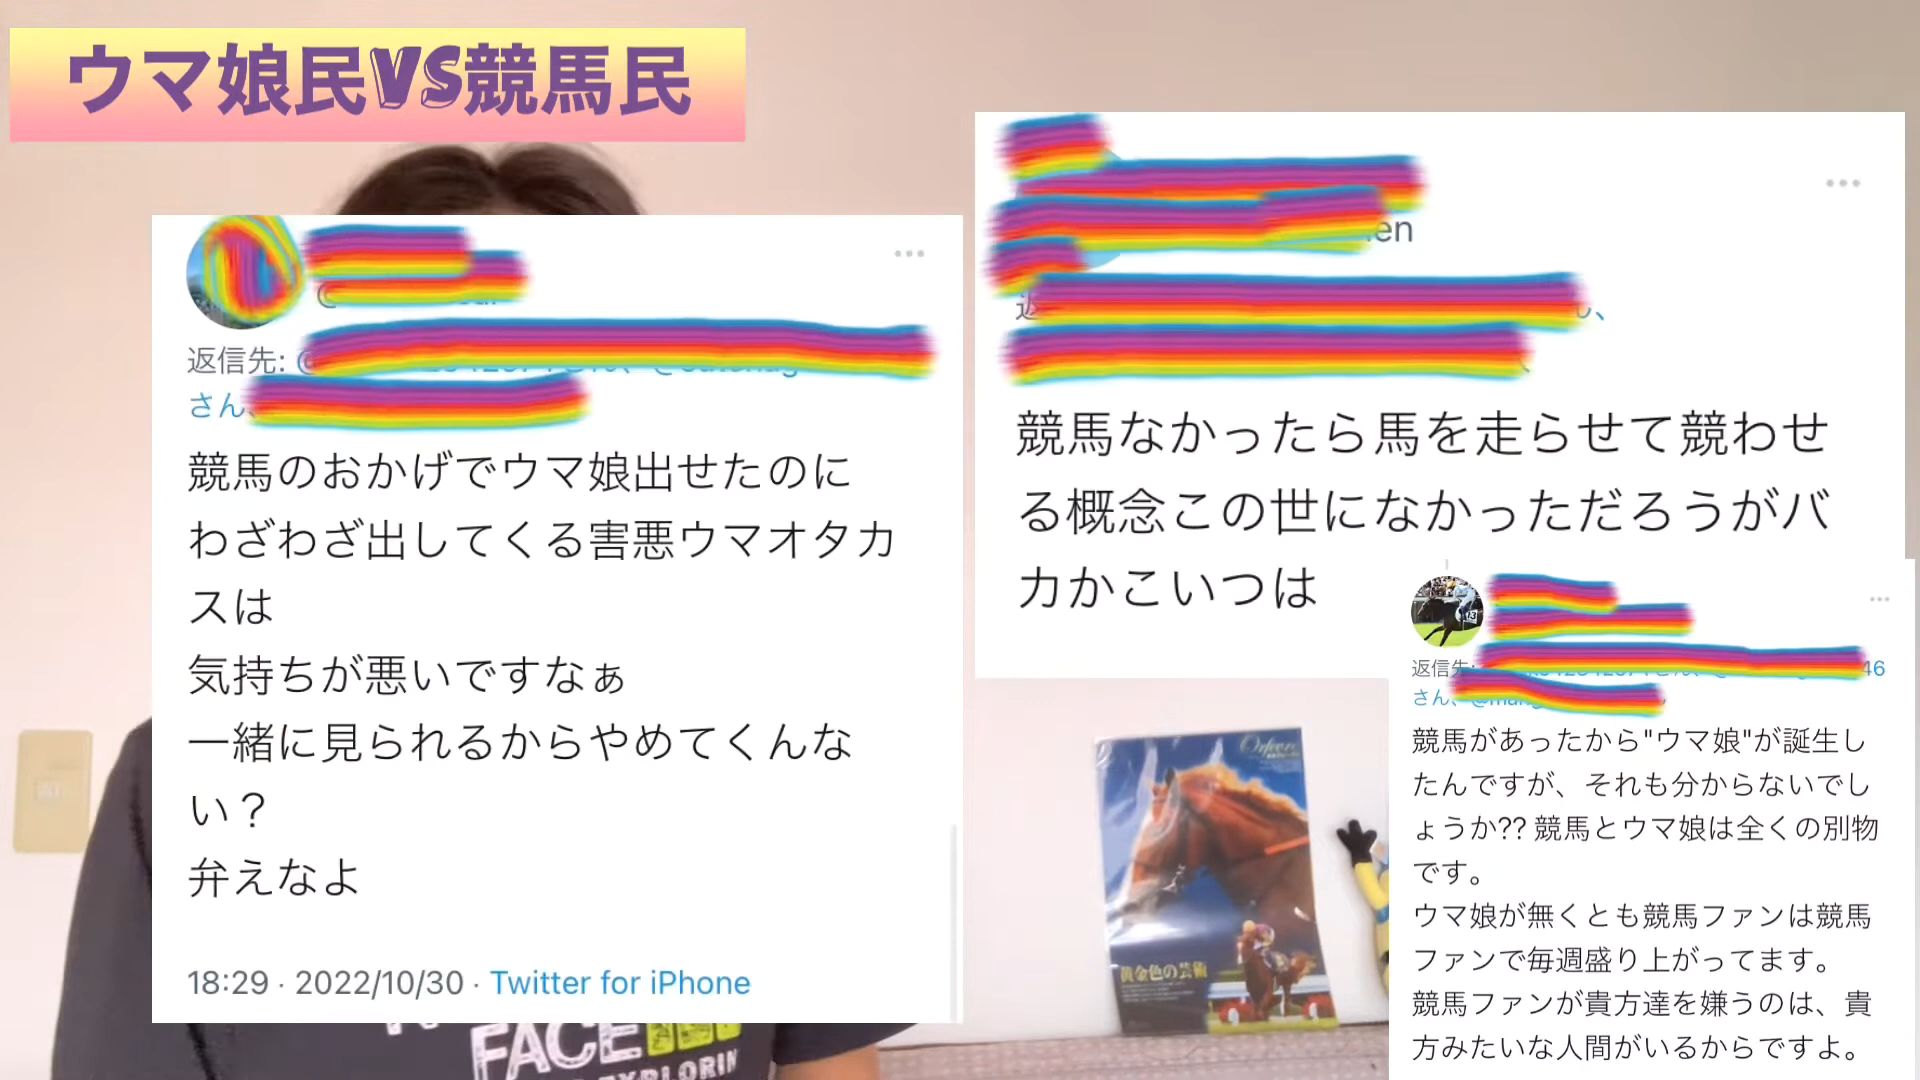 ウマ娘民VS競馬民
返信先:
さん、
競馬のおかげでウマ娘出せたのに
わざわざ出してくる害悪ウマオタカ
スは
気持ちが悪いですなぁ
一緒に見られるからやめてくんな
い？
弁えなよ
18:29 · 2022/10/30 · Twitter for iPhone
en
競馬なかったら馬を走らせて競わせ
る概念この世になかっただろうがバ
カかこいつは
返信先:
46
さん、
競馬があったから"ウマ娘"が誕生し
たんですが、それも分からないでし
ょうか?? 競馬とウマ娘は全くの別物
です。
ウマ娘が無くとも競馬ファンは競馬
ファンで毎週盛り上がってます。
競馬ファンが貴方達を嫌うのは、貴
方みたいな人間がいるからですよ。
Orfevre
黄金色の芸術
FACE
EXPLORIN